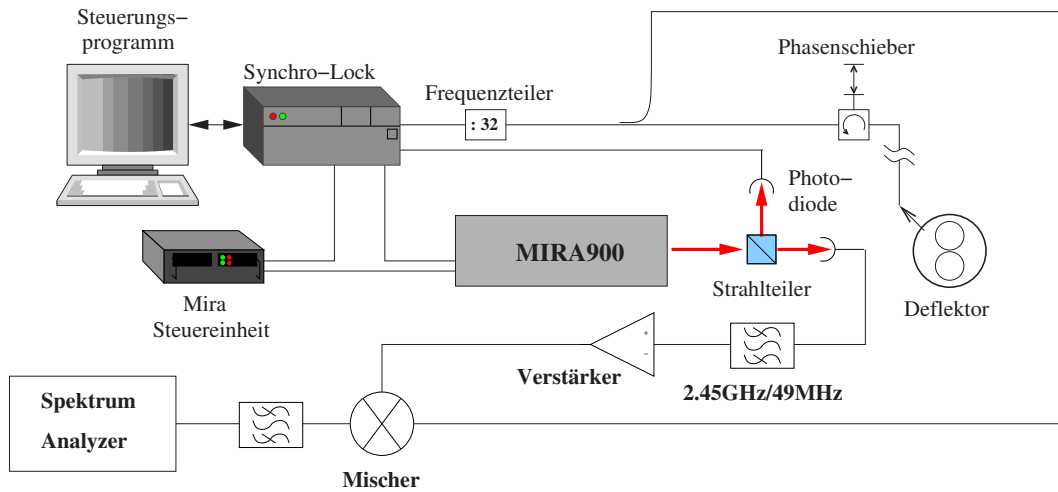 Steuerungs-
programm
Synchro-Lock
Frequenzteiler
: 32
Phasenschieber
Photo-
diode
MIRA900
Strahlteiler
Deflektor
Mira
Steuereinheit
+
-
Verstärker
2.45GHz/49MHz
Spektrum
Analyzer
Mischer